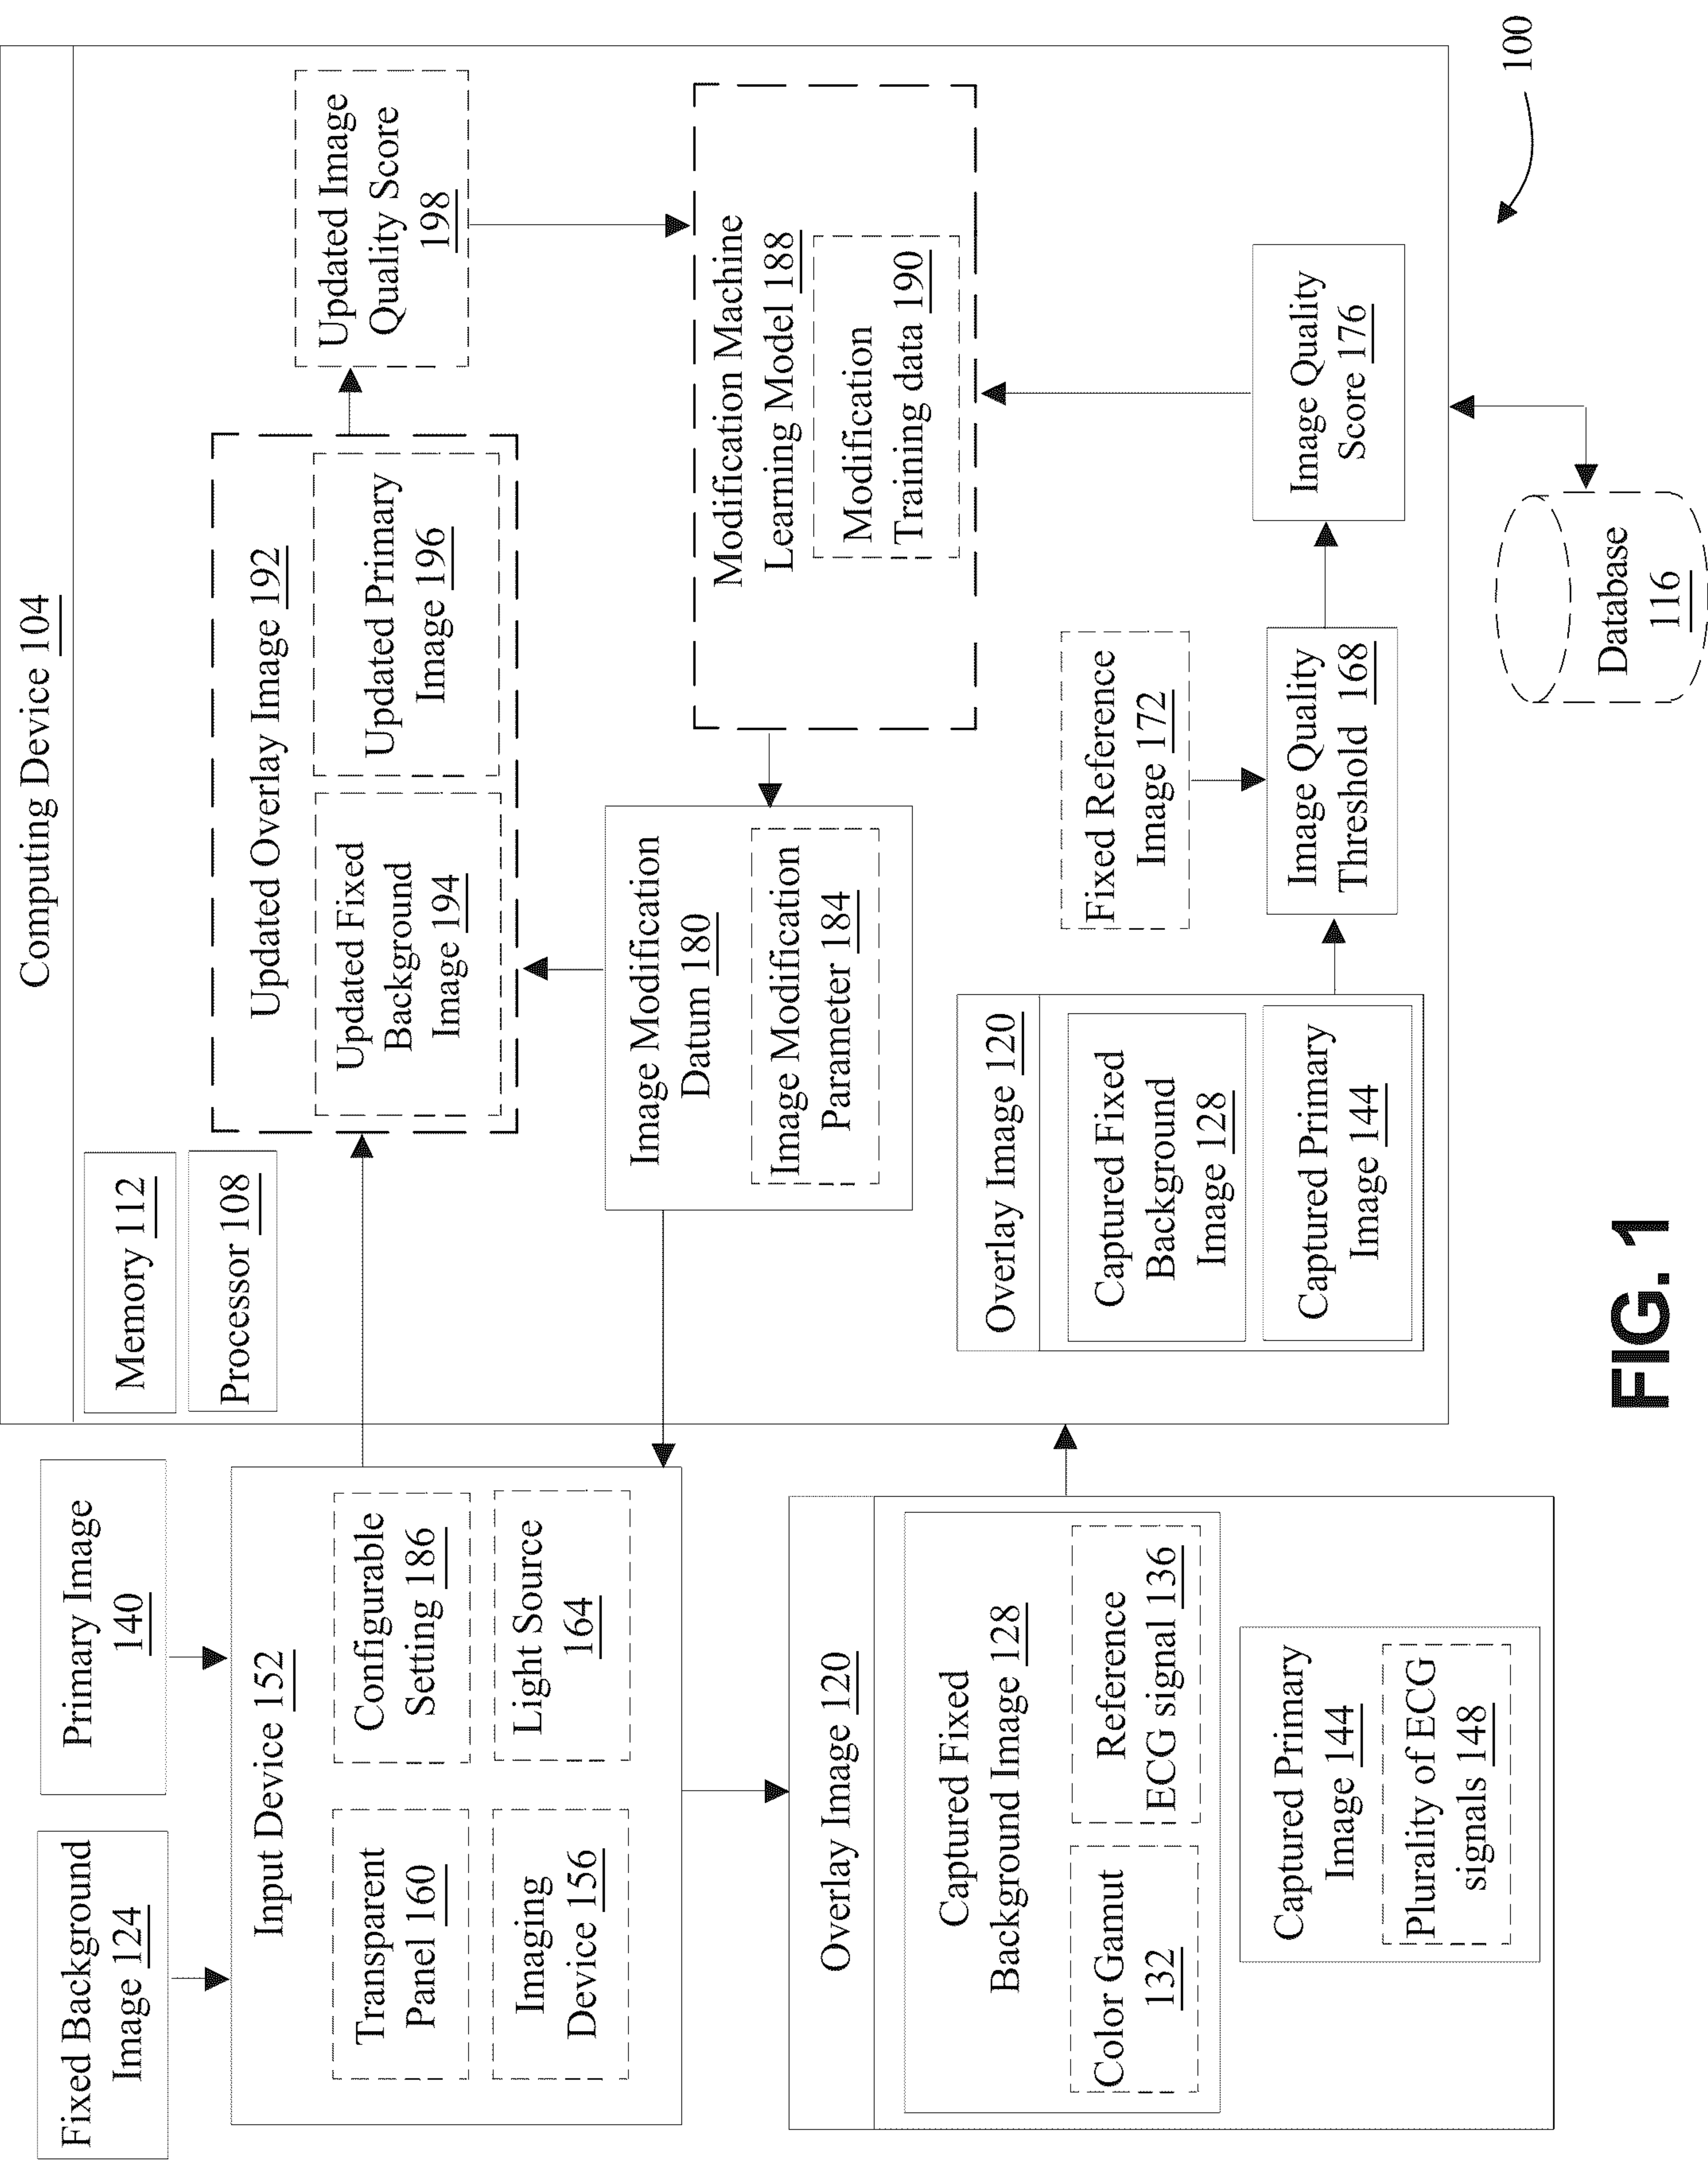 Fixed Background
Image 124
Primary Image
140
Input Device 152
Transparent
Panel 160
Configurable
Setting 186
Imaging
Device 156
Light Source
164
Overlay Image 120
Captured Fixed
Background Image 128
Color Gamut
132
Reference
ECG signal 136
Captured Primary
Image 144
Plurality of ECG
signals 148
Computing Device 104
Memory 112
Processor 108
Updated Overlay Image 192
Updated Fixed
Background
Image 194
Updated Primary
Image 196
Updated Image
Quality Score
198
Image Modification
Datum 180
Image Modification
Parameter 184
Modification Machine
Learning Model 188
Modification
Training data 190
Overlay Image 120
Captured Fixed
Background
Image 128
Captured Primary
Image 144
Fixed Reference
Image 172
Image Quality
Threshold 168
Image Quality
Score 176
Database
116
100
FIG. 1